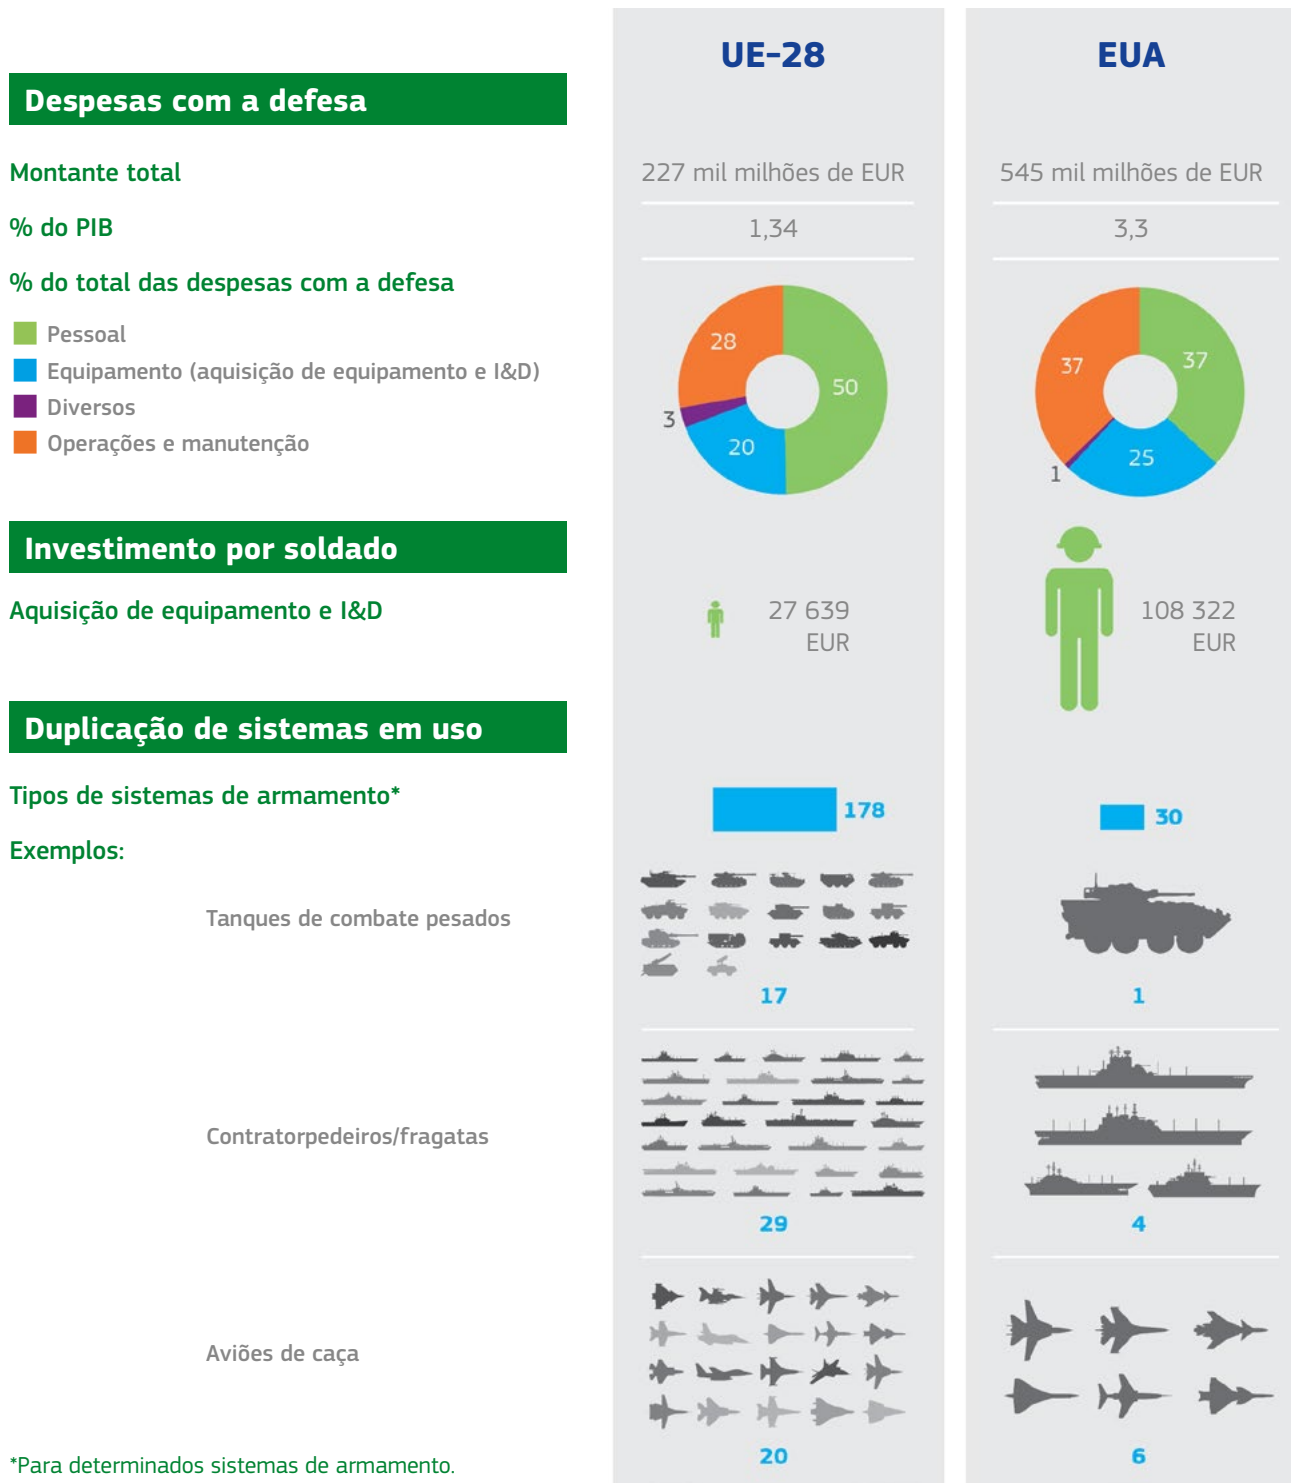 UE-28
EUA
Despesas com a defesa
Montante total
227 mil milhões de EUR
545 mil milhões de EUR
% do PIB
1,34
3,3
% do total das despesas com a defesa
Pessoal
Equipamento (aquisição de equipamento e I&D)
Diversos
Operações e manutenção
28
50
3
20
37
37
25
1
Investimento por soldado
Aquisição de equipamento e I&D
27 639
EUR
108 322
EUR
Duplicação de sistemas em uso
Tipos de sistemas de armamento*
178
30
Exemplos:
Tanques de combate pesados
17
1
Contratorpedeiros/fragatas
29
4
Aviões de caça
20
6
*Para determinados sistemas de armamento.